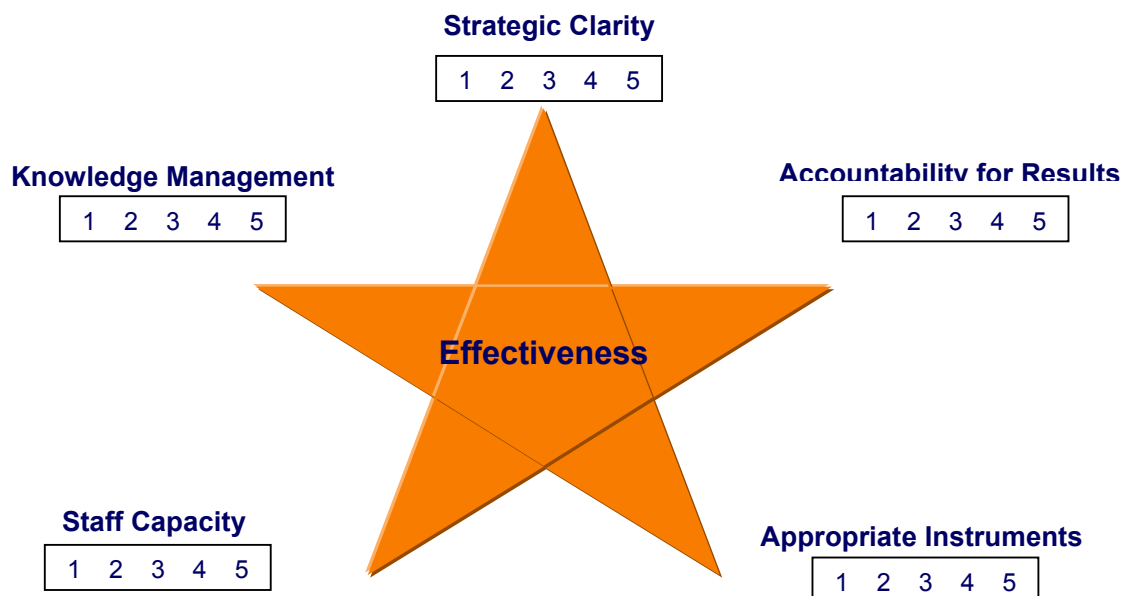 Strategic Clarity
1 2 3 4 5
Knowledge Management
1 2 3 4 5
Accountability for Results
1 2 3 4 5
Effectiveness
Staff Capacity
1 2 3 4 5
Appropriate Instruments
1 2 3 4 5